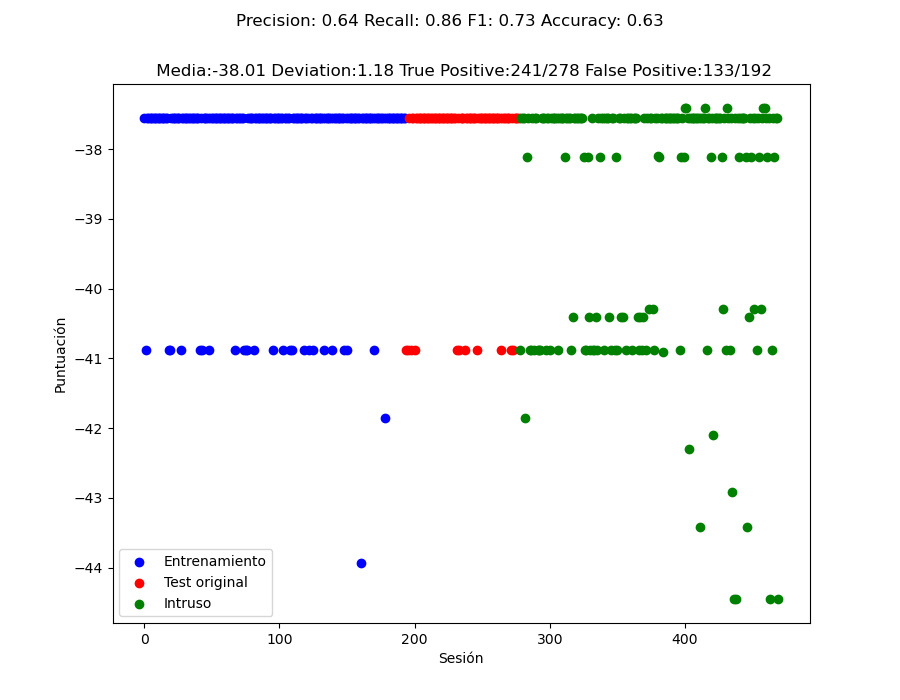 Precision: 0.64 Recall: 0.86 F1: 0.73 Accuracy: 0.63
Media:-38.01 Deviation:1.18 True Positive:241/278 False Positive:133/192
−38
−39
−40
−41
−42
−43
−44
Puntuación
Entrenamiento
Test original
Intruso
0 100 200 300 400
Sesión